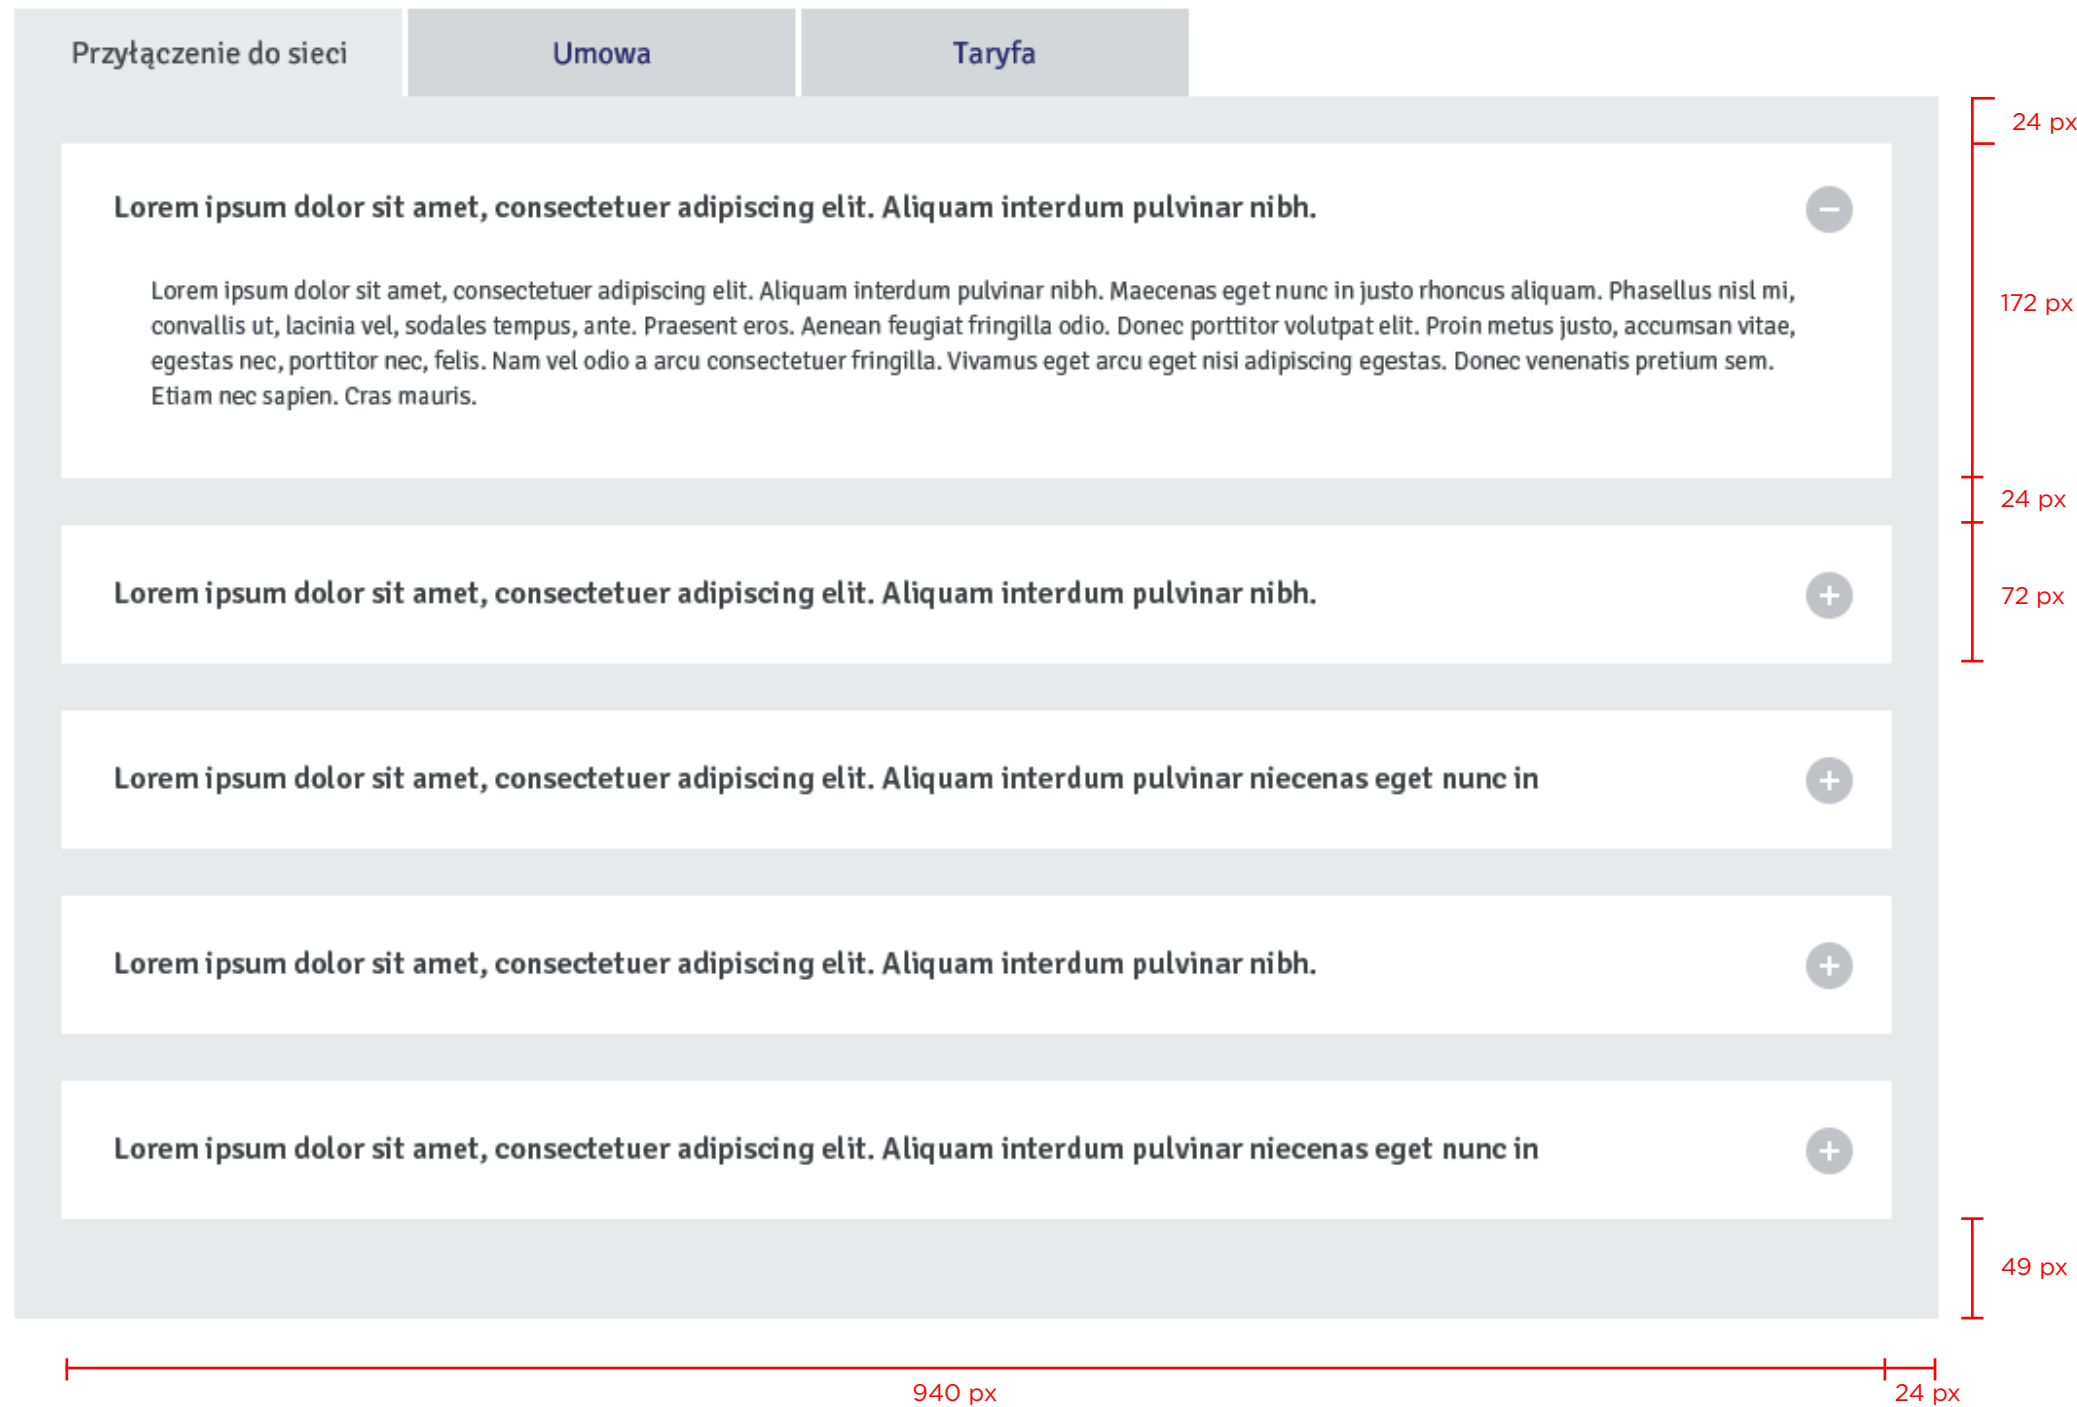 Przyłączenie do sieci
Umowa
Taryfa
24 px
Lorem ipsum dolor sit amet, consectetuer adipiscing elit. Aliquam interdum pulvinar nibh.
Lorem ipsum dolor sit amet, consectetuer adipiscing elit. Aliquam interdum pulvinar nibh. Maecenas eget nunc in justo rhoncus aliquam. Phasellus nisl mi,
convallis ut, lacinia vel, sodales tempus, ante. Praesent eros. Aenean feugiat fringilla odio. Donec porttitor volutpat elit. Proin metus justo, accumsan vitae,
egestas nec, porttitor nec, felis. Nam vel odio a arcu consectetuer fringilla. Vivamus eget arcu eget nisi adipiscing egestas. Donec venenatis pretium sem.
Etiam nec sapien. Cras mauris.
172 px
24 px
Lorem ipsum dolor sit amet, consectetuer adipiscing elit. Aliquam interdum pulvinar nibh.
72 px
Lorem ipsum dolor sit amet, consectetuer adipiscing elit. Aliquam interdum pulvinar niecenas eget nunc in
Lorem ipsum dolor sit amet, consectetuer adipiscing elit. Aliquam interdum pulvinar nibh.
Lorem ipsum dolor sit amet, consectetuer adipiscing elit. Aliquam interdum pulvinar niecenas eget nunc in
49 px
940 px
24 px